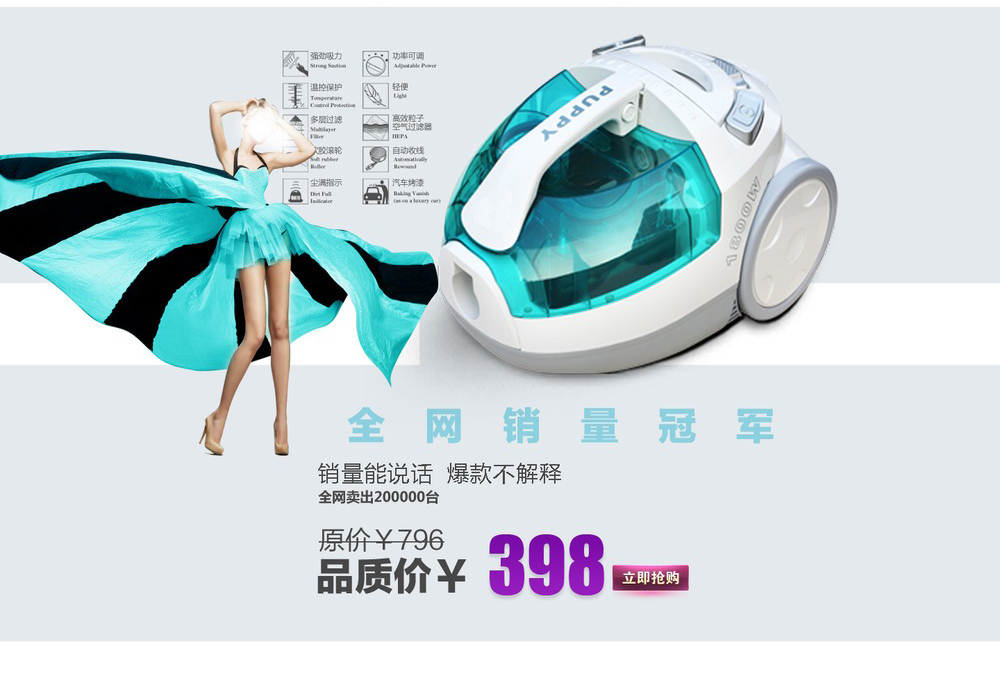 强劲吸力
Strong Suction
功率可调
Adjustable Power
温控保护
Temperature
Control Protection
轻便
Light
多层过滤
Multilayer
Filter
高效粒子
空气过滤器
HEPA
胶滚轮
Soft rubber
Roller
自动收线
Automatically
Rewound
尘满指示
Dirt Full
Indicater
汽车烤漆
Baking Vanish
(as on a luxury car)
PUPPY
1800W
全网销量冠军
销量能说话 爆款不解释
全网卖出200000台
原价￥796
品质价￥398
立即抢购